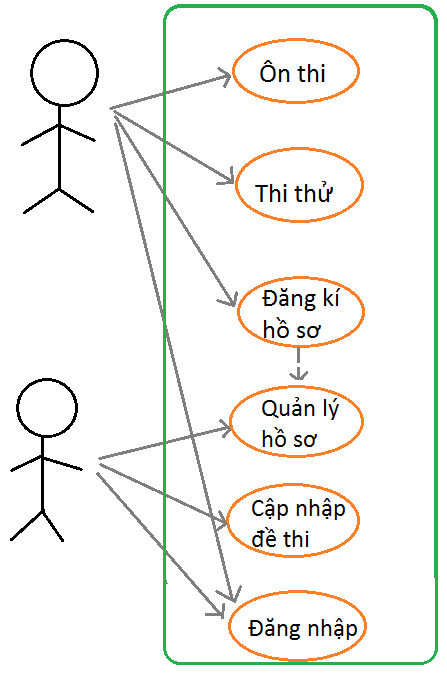 Ôn thi
Thi thử
Đăng kí
hồ sơ
Quản lý
hồ sơ
Cập nhập
đề thi
Đăng nhập